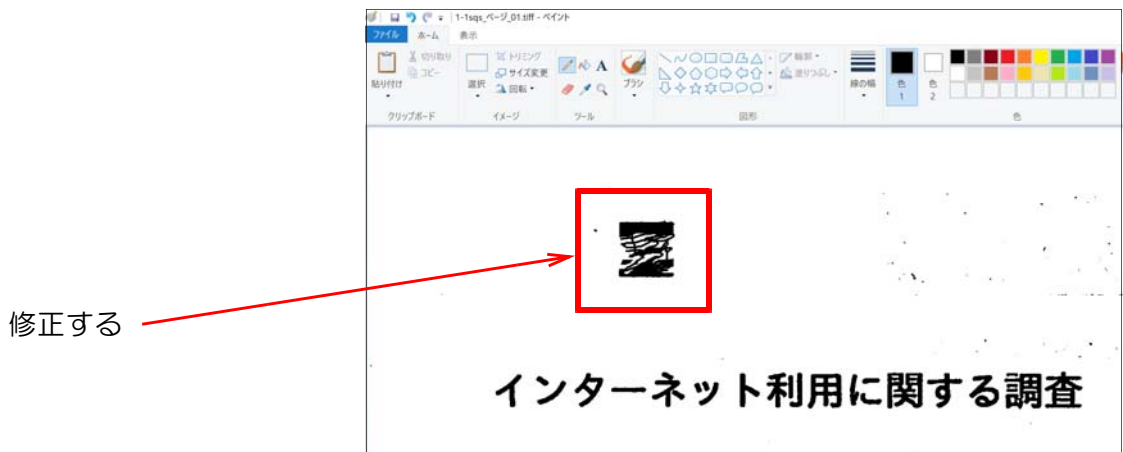 1-1sqs_ページ_01.tiff - ペイント
ファイル ホーム 表示
貼り付け
切り取り
コピー
クリップボード
選択
トリミング
サイズ変更
回転
イメージ
A
ツール
ブラシ
輪郭
塗りつぶし
図形
線の幅
色
1
色
2
色
修正する
インターネット利用に関する調査